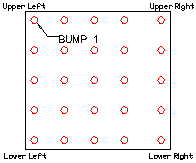 Upper Left Upper Right
BUMP 1
Lower Left Lower Right